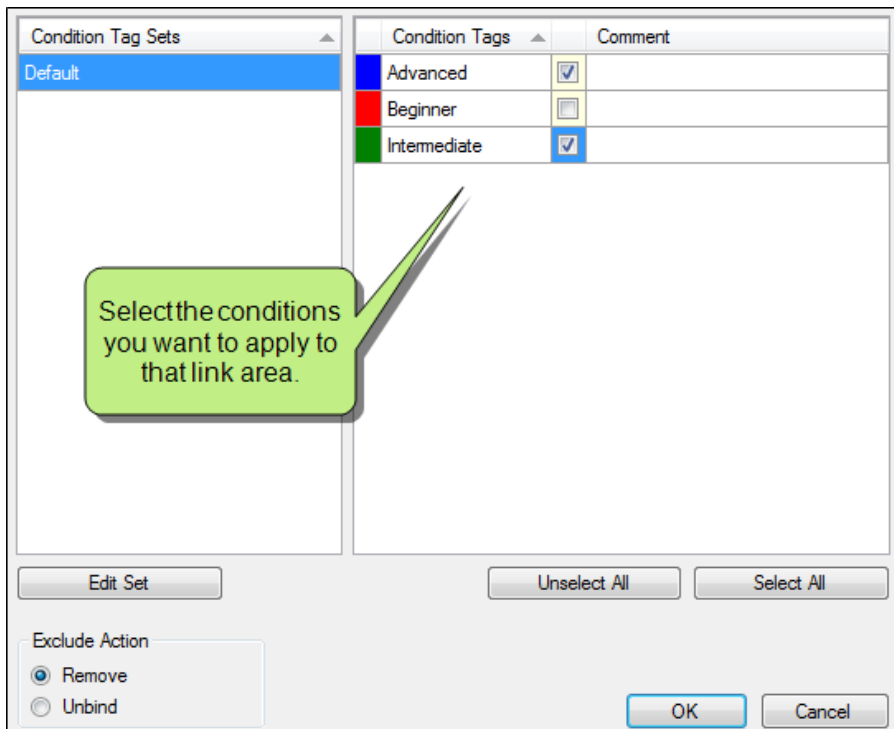 Condition Tag Sets
Condition Tags Comment
Default
Advanced
Beginner
Intermediate
Select the conditions
you want to apply to
that link area.
Edit Set
Unselect All
Select All
Exclude Action
Remove
Unbind
OK
Cancel